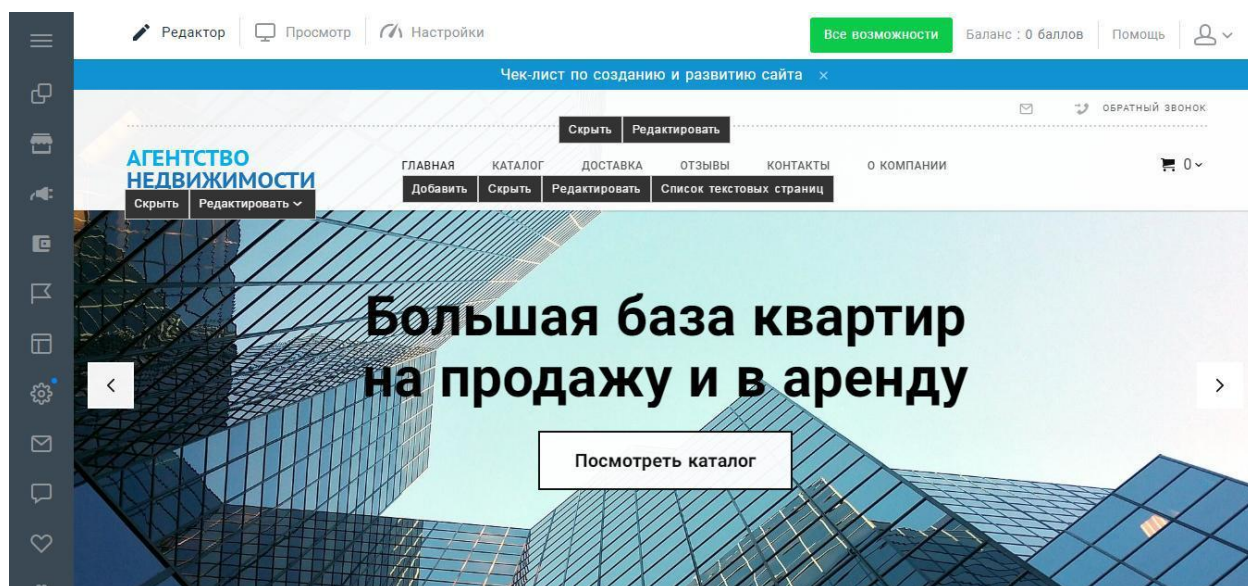 Редактор Просмотр Настройки Все возможности Баланс : 0 баллов Помощь
Чек-лист по созданию и развитию сайта ×
ОБРАТНЫЙ ЗВОНОК
Скрыть Редактировать
АГЕНТСТВО
НЕДВИЖИМОСТИ
ГЛАВНАЯ КАТАЛОГ ДОСТАВКА ОТЗЫВЫ КОНТАКТЫ О КОМПАНИИ 0
Добавить Скрыть Редактировать Список текстовых страниц
Скрыть Редактировать
Большая база квартир
на продажу и в аренду
Посмотреть каталог